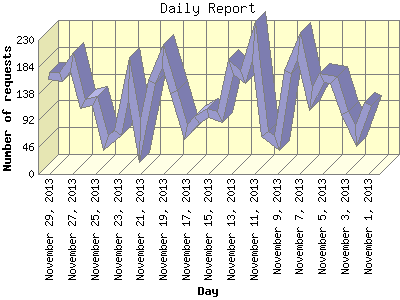 Daily Report
Number of requests
230
184
138
92
46
0
November 29, 2013
November 27, 2013
November 25, 2013
November 23, 2013
November 21, 2013
November 19, 2013
November 17, 2013
November 15, 2013
November 13, 2013
November 11, 2013
November 9, 2013
November 7, 2013
November 5, 2013
November 3, 2013
November 1, 2013
Day